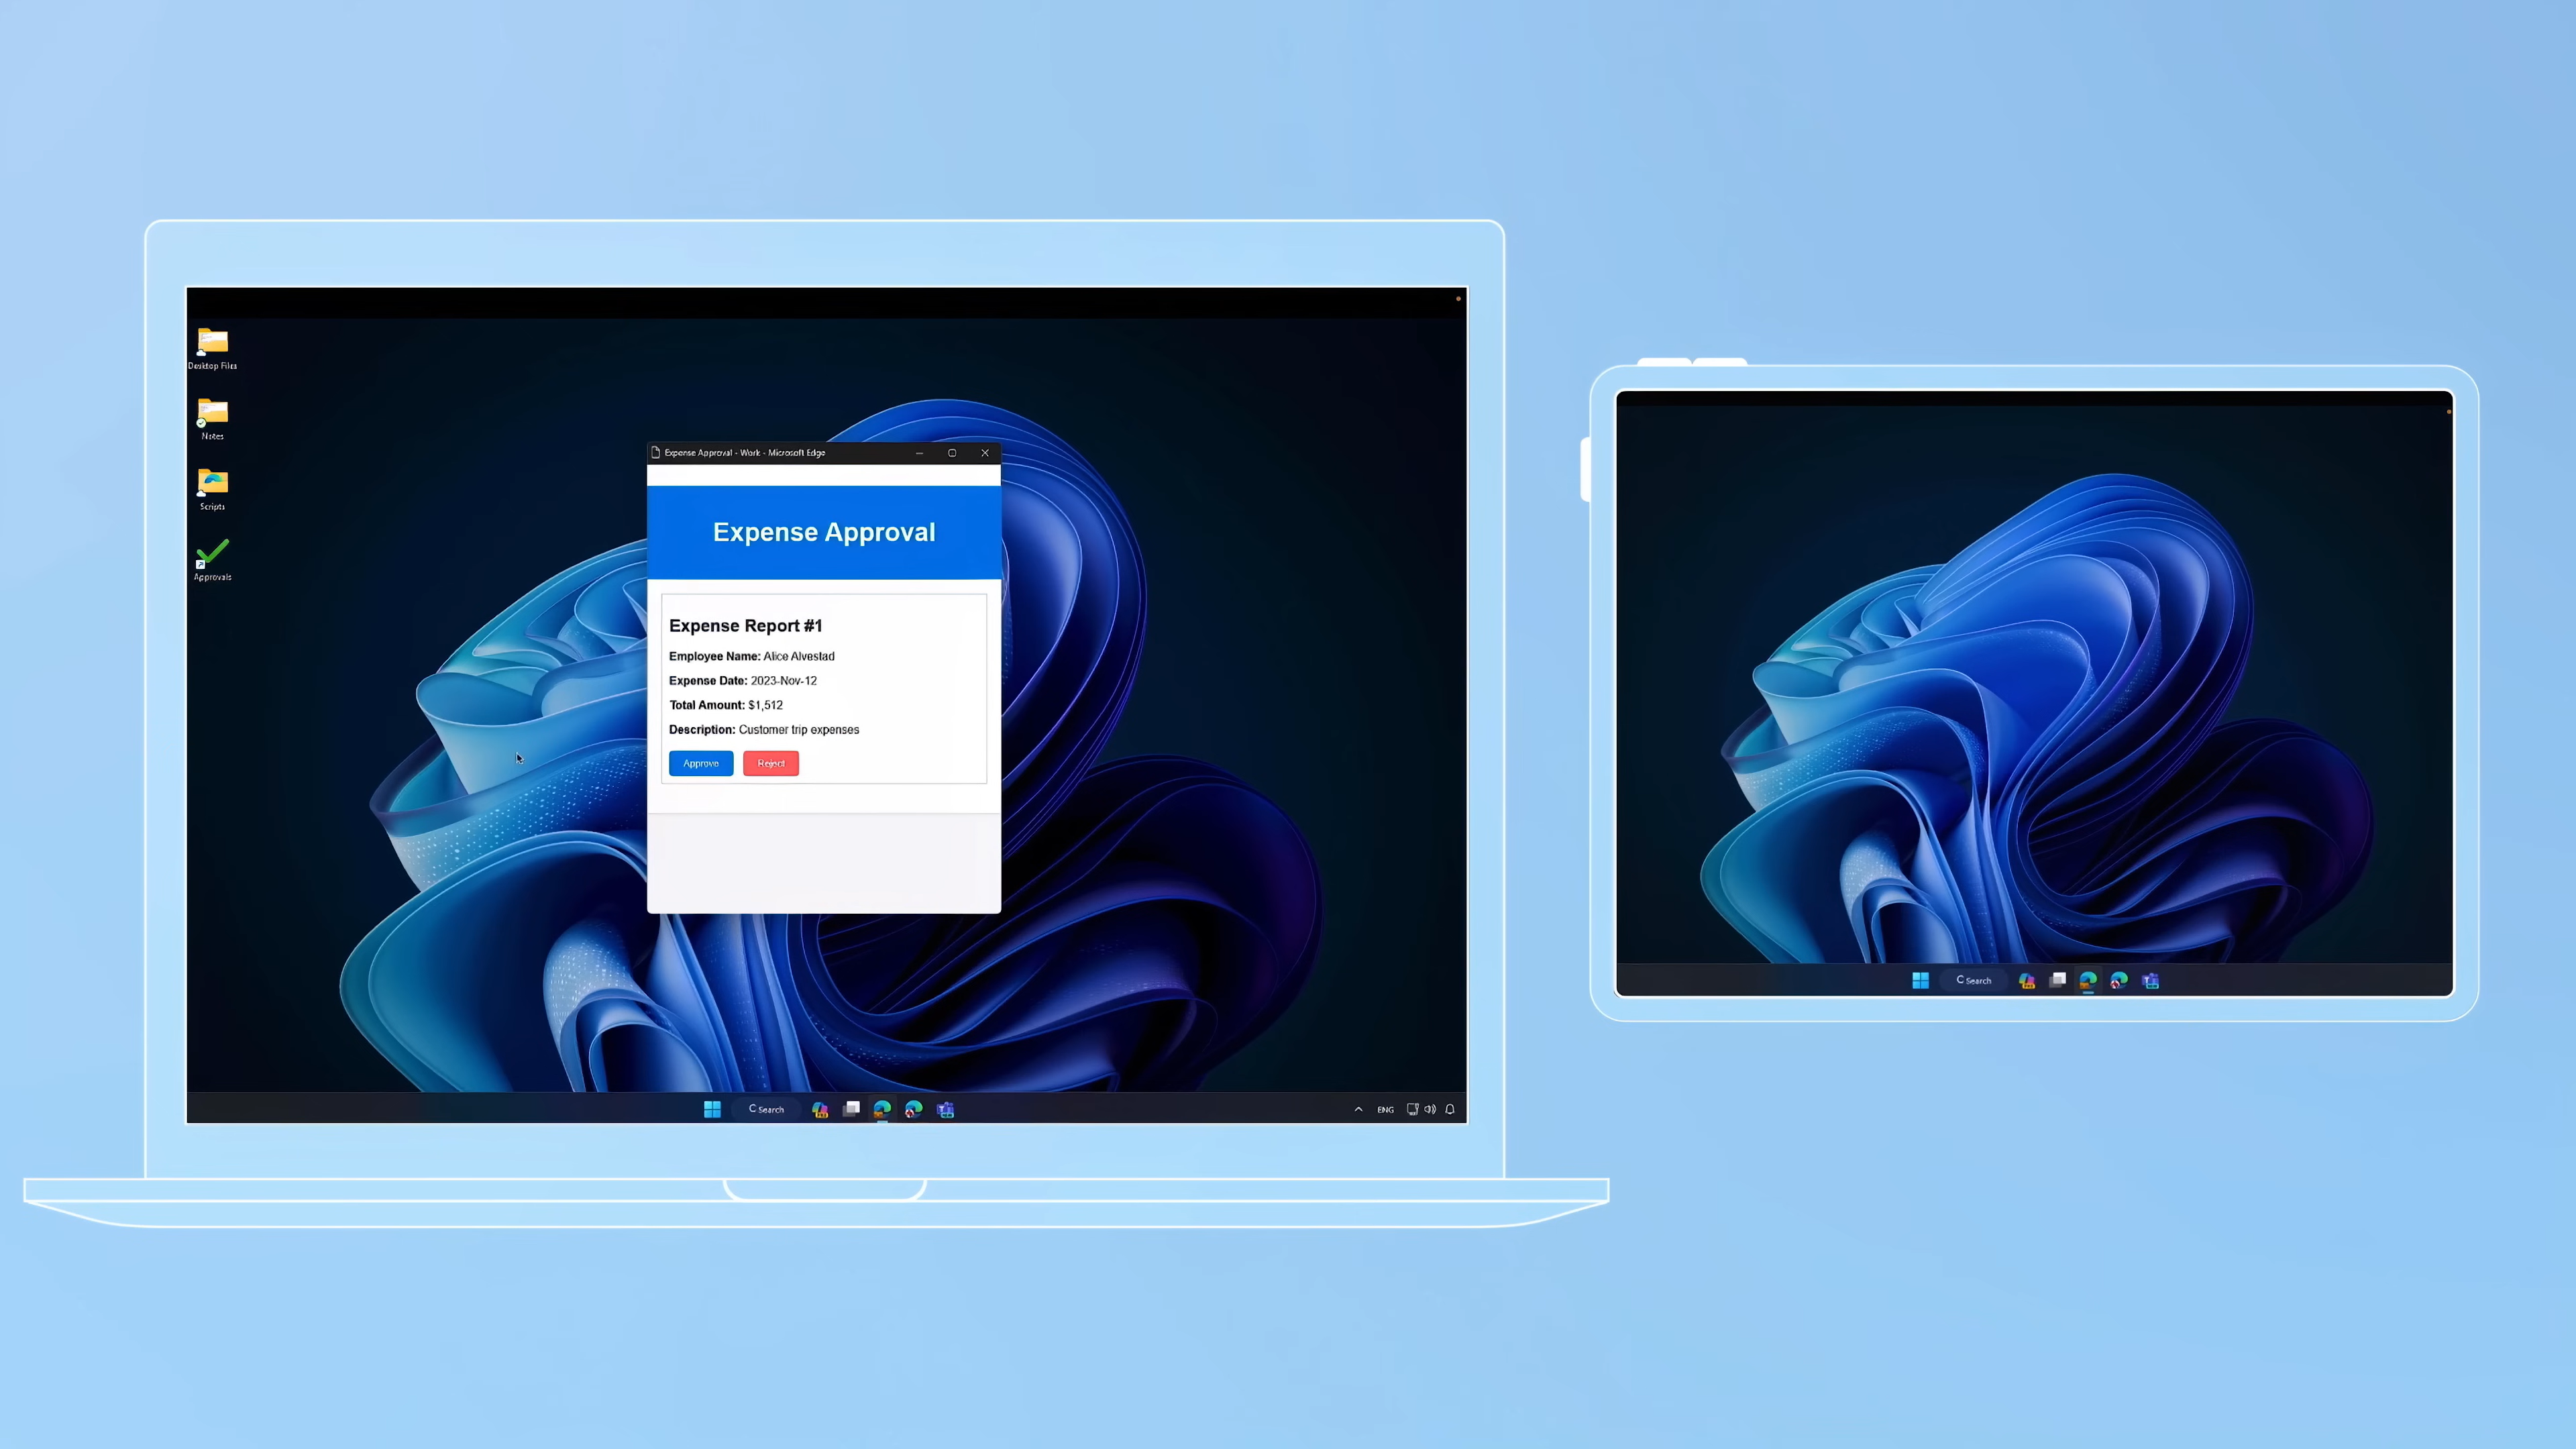 Desktop Files
Notes
Scripts
Approvals
Expense Approval - Work - Microsoft Edge
Expense Approval
Expense Report #1
Employee Name: Alice Alvestad
Expense Date: 2023-Nov-12
Total Amount: $1,512
Description: Customer trip expenses
Approve Reject
Search
ENG
Search